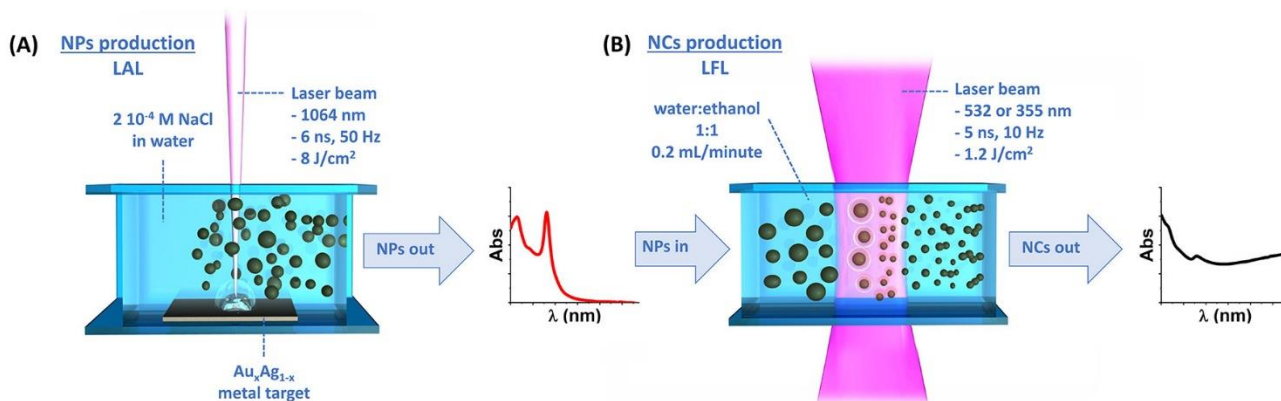 (A)
NPs production
LAL
2 10⁻⁴ M NaCl
in water
Laser beam
- 1064 nm
- 6 ns, 50 Hz
- 8 J/cm²
AuₓAg₁₋ₓ
metal target
NPs out
Abs
λ (nm)
(B)
NCs production
LFL
water:ethanol
1:1
0.2 mL/minute
Laser beam
- 532 or 355 nm
- 5 ns, 10 Hz
- 1.2 J/cm²
NPs in
NCs out
Abs
λ (nm)